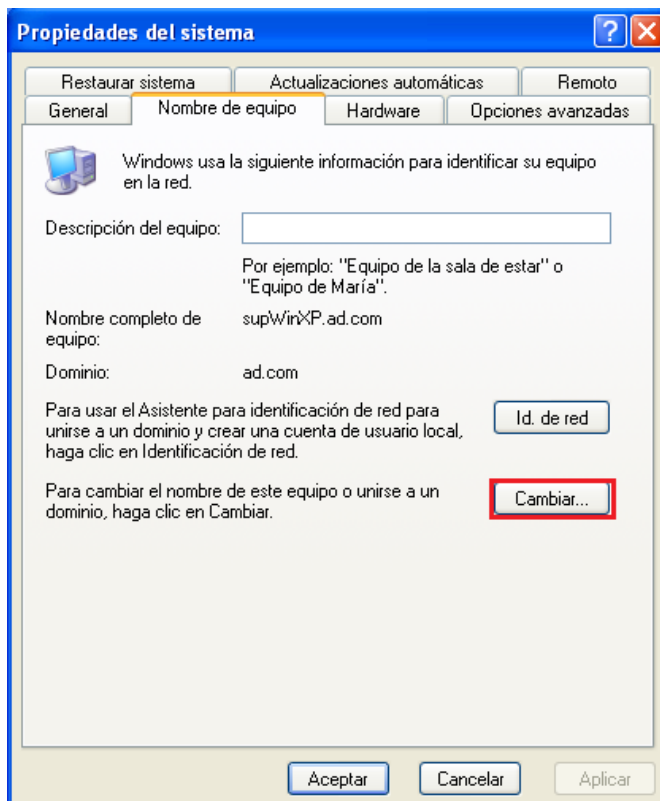 Propiedades del sistema
Restaurar sistema
Actualizaciones automáticas
Remoto
General
Nombre de equipo
Hardware
Opciones avanzadas
Windows usa la siguiente información para identificar su equipo
en la red.
Descripción del equipo:
Por ejemplo: "Equipo de la sala de estar" o
"Equipo de María".
Nombre completo de
equipo:
supWinXP.ad.com
Dominio:
ad.com
Para usar el Asistente para identificación de red para
unirse a un dominio y crear una cuenta de usuario local,
haga clic en Identificación de red.
Id. de red
Para cambiar el nombre de este equipo o unirse a un
dominio, haga clic en Cambiar.
Cambiar...
Aceptar
Cancelar
Aplicar